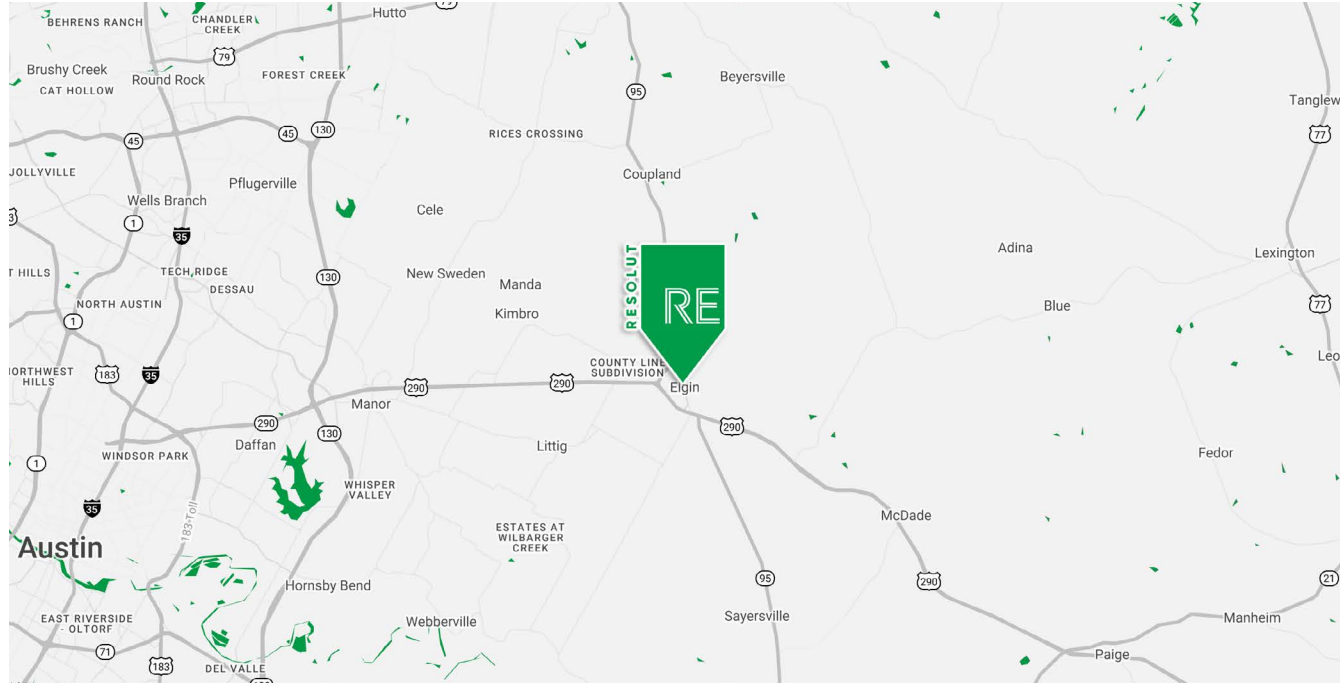 BEHRENS RANCH
CHANDLER
CREEK
Hutto
79
79
Brushy Creek
Round Rock
FOREST CREEK
CAT HOLLOW
Beyersville
95
Tanglew
77
45
45
130
RICES CROSSING
JOLLYVILLE
Pflugerville
Coupland
Wells Branch
Cele
3
1
35
Adina
Lexington
T HILLS
TECH RIDGE
DESSAU
130
New Sweden
Manda
RESOLUT
RE
NORTH AUSTIN
Kimbro
Blue
77
1
Leo
NORTHWEST
HILLS
183
35
COUNTY LINE
SUBDIVISION
290
290
Elgin
Manor
290
130
290
Daffan
Littig
WINDSOR PARK
Fedor
1
WHISPER
VALLEY
35
183-Toll
McDade
ESTATES AT
WILBARGER
CREEK
Austin
95
290
21
Hornsby Bend
EAST RIVERSIDE
- OLTORF
Webberville
Sayersville
Manheim
71
183
DEL VALLE
Paige